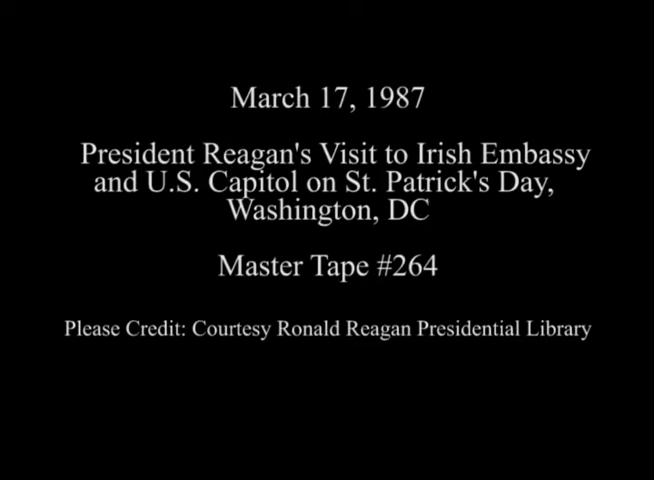 March 17, 1987
President Reagan's Visit to Irish Embassy
and U.S. Capitol on St. Patrick's Day,
Washington, DC
Master Tape #264
Please Credit: Courtesy Ronald Reagan Presidential Library